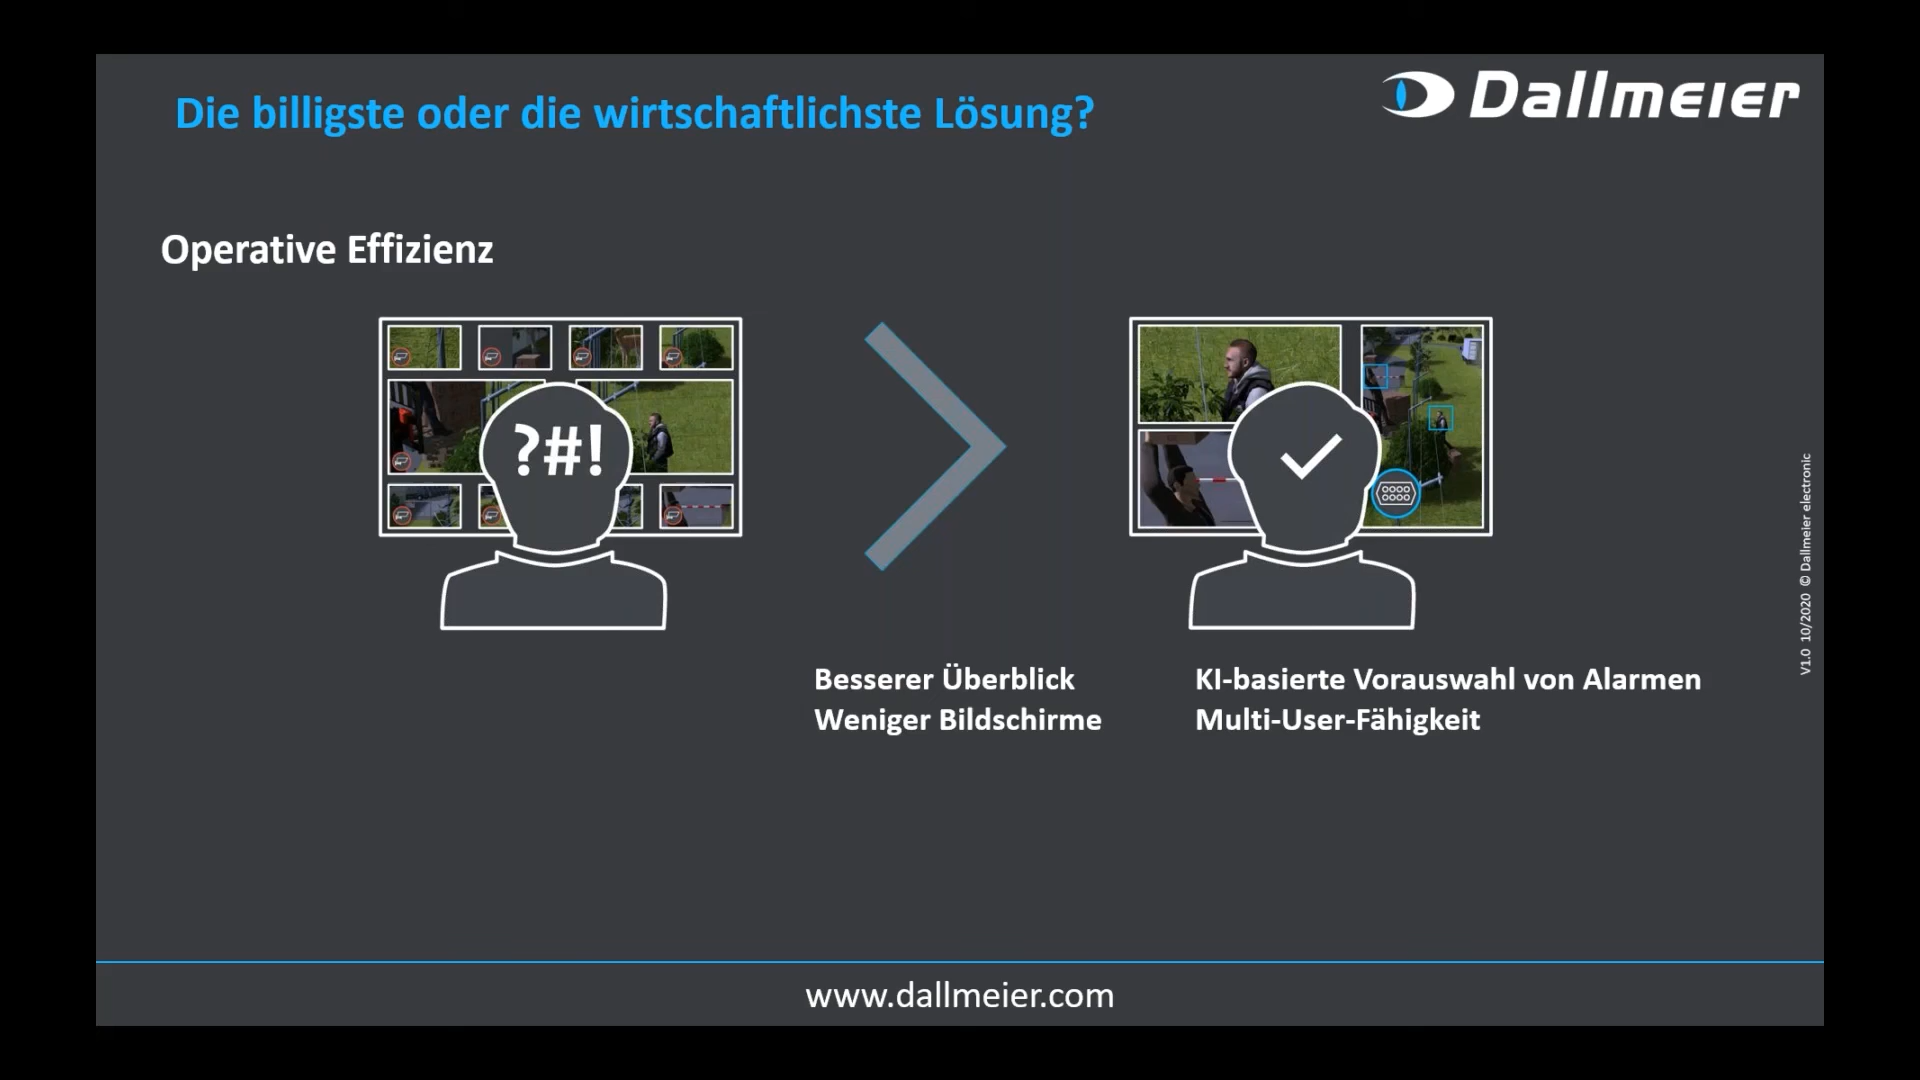 Die billigste oder die wirtschaftlichste Lösung?
Dallmeier
Operative Effizienz
?#!
Besserer Überblick
Weniger Bildschirme
KI-basierte Vorauswahl von Alarmen
Multi-User-Fähigkeit
V1.0 10/2020 © Dallmeier electronic
www.dallmeier.com